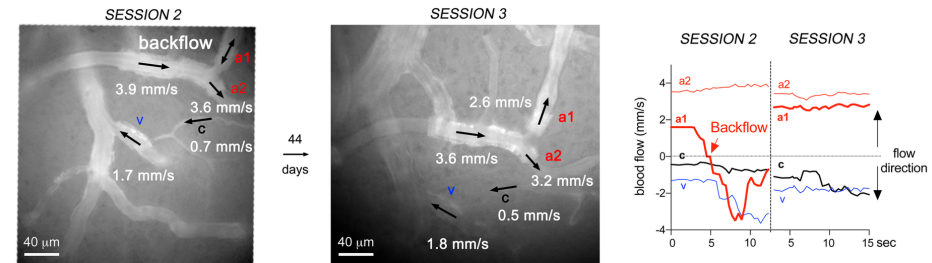 SESSION 2
backflow
a1
a2
3.9 mm/s
3.6 mm/s
v
c
0.7 mm/s
1.7 mm/s
40 μm
44
days
SESSION 3
2.6 mm/s
a1
3.6 mm/s
a2
3.2 mm/s
v
c
0.5 mm/s
1.8 mm/s
40 μm
SESSION 2 SESSION 3
blood flow (mm/s)
4
2
0
-2
-4
a2
a1
Backflow
c
v
a2
a1
c
v
flow
direction
0 5 10 5 10 15 sec